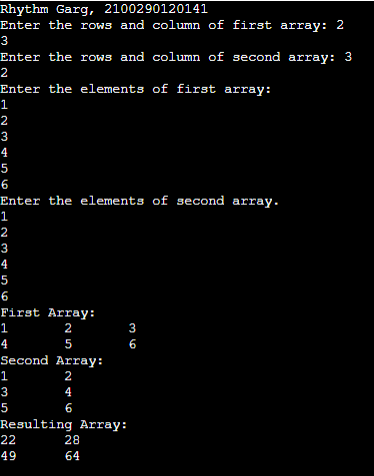 Rhythm Garg, 2100290120141
Enter the rows and column of first array: 2
3
Enter the rows and column of second array: 3
2
Enter the elements of first array:
1
2
3
4
5
6
Enter the elements of second array.
1
2
3
4
5
6
First Array:
1 2 3
4 5 6
Second Array:
1 2
3 4
5 6
Resulting Array:
22 28
49 64